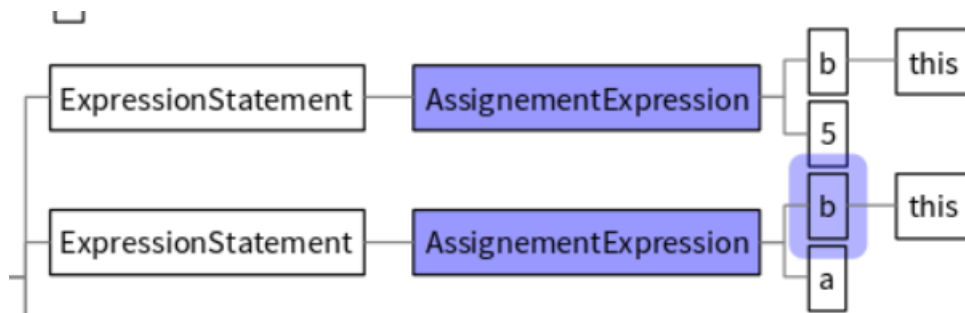 b this
ExpressionStatement AssignementExpression
5
b this
ExpressionStatement AssignementExpression
a